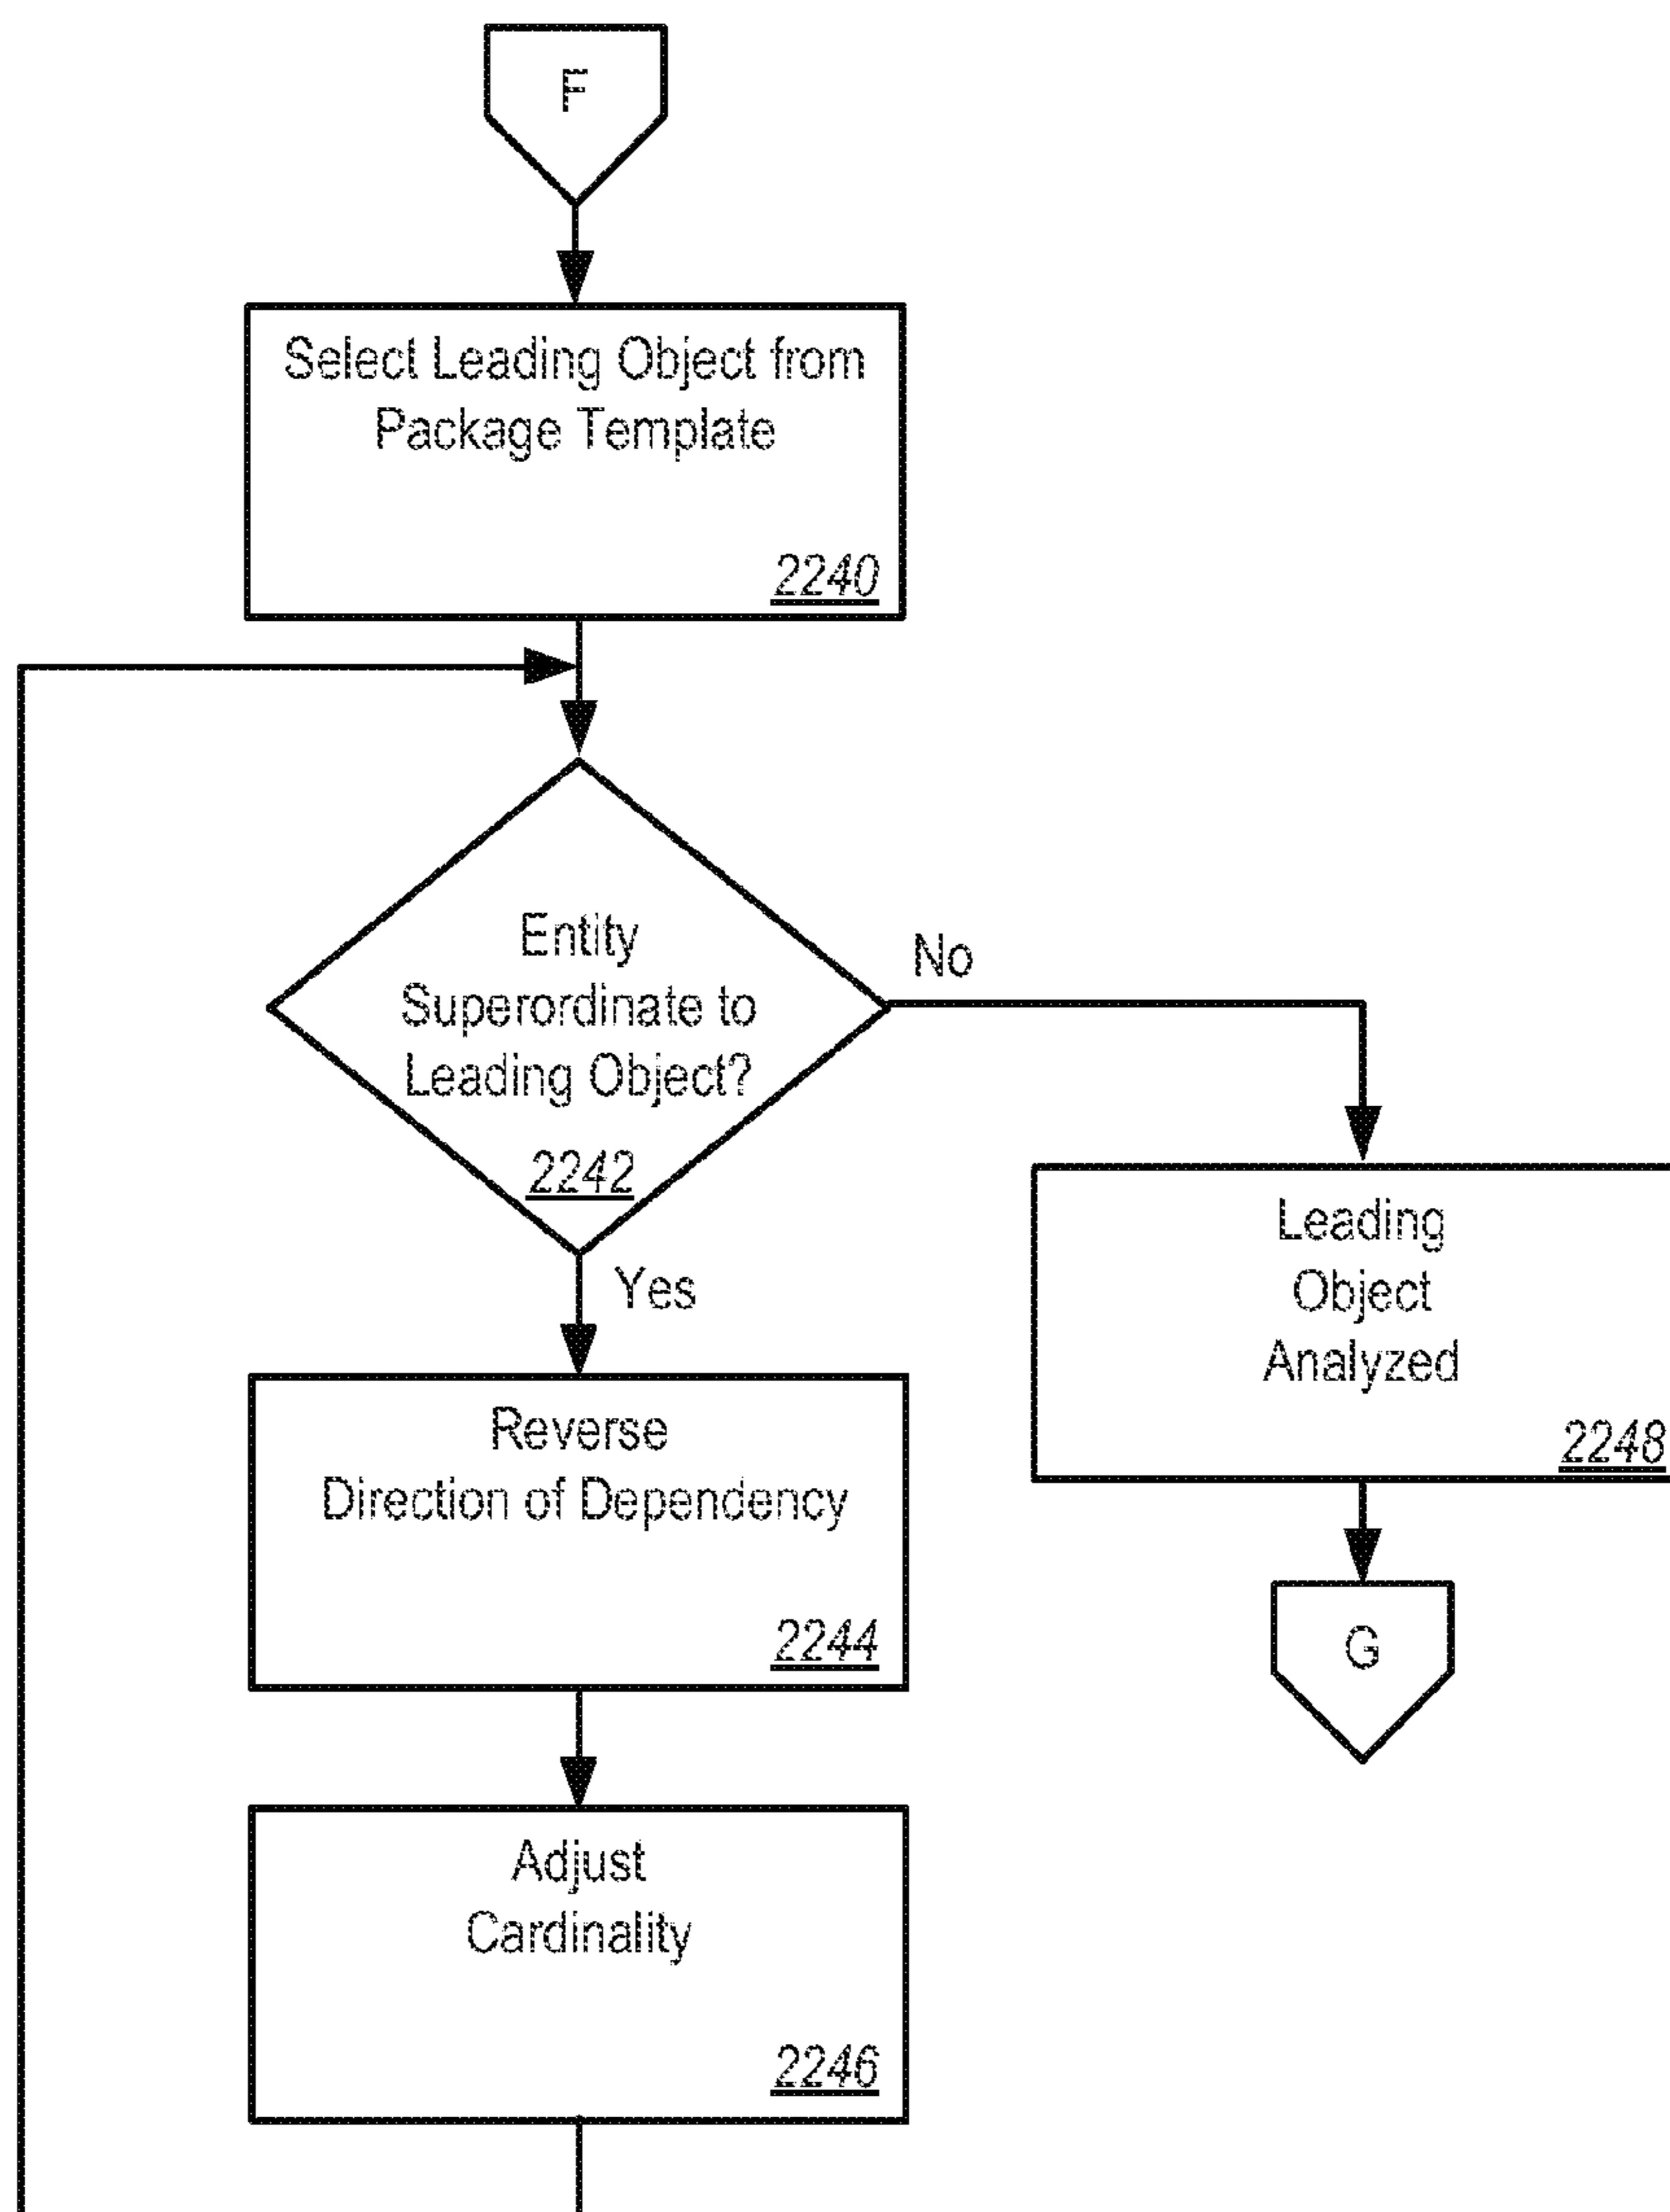 F
Select Leading Object from
Package Template
2240
Entity
Superordinate to
Leading Object?
2242
No
Yes
Leading
Object
Analyzed
2248
Reverse
Direction of Dependency
2244
G
Adjust
Cardinality
2246